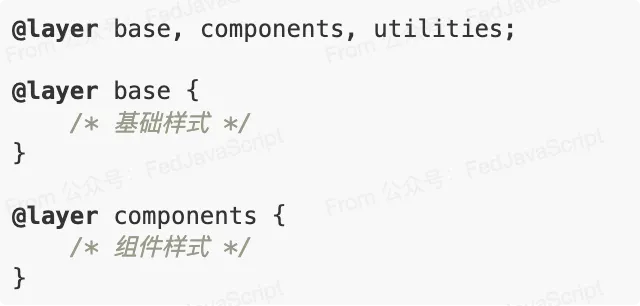 @layer base, components, utilities;
@layer base {
/* 基础样式 */
}
@layer components {
/* 组件样式 */
}
From 公众号：FedJavaScript
From 公众号：FedJavaScript
From 公众号：FedJavaScript